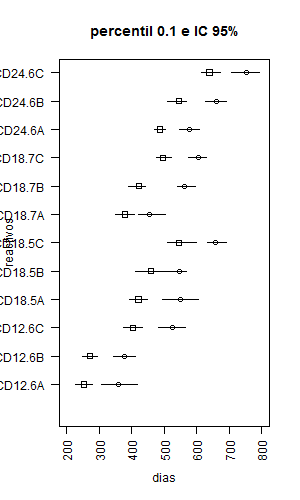 percentil 0.1 e IC 95%
CD24.6C
CD24.6B
CD24.6A
CD18.7C
CD18.7B
CD18.7A
reativos
CD18.5C
CD18.5B
CD18.5A
CD12.6C
CD12.6B
CD12.6A
200 300 400 500 600 700 800
dias